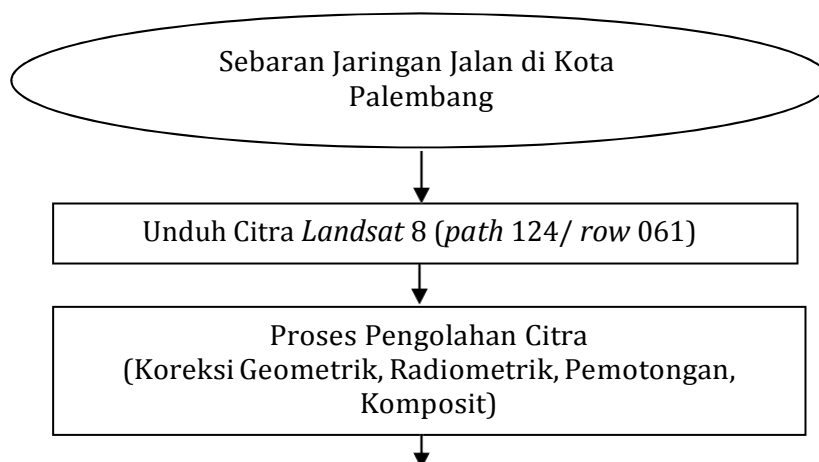 Sebaran Jaringan Jalan di Kota
Palembang
Unduh Citra Landsat 8 (path 124/ row 061)
Proses Pengolahan Citra
(Koreksi Geometrik, Radiometrik, Pemotongan,
Komposit)